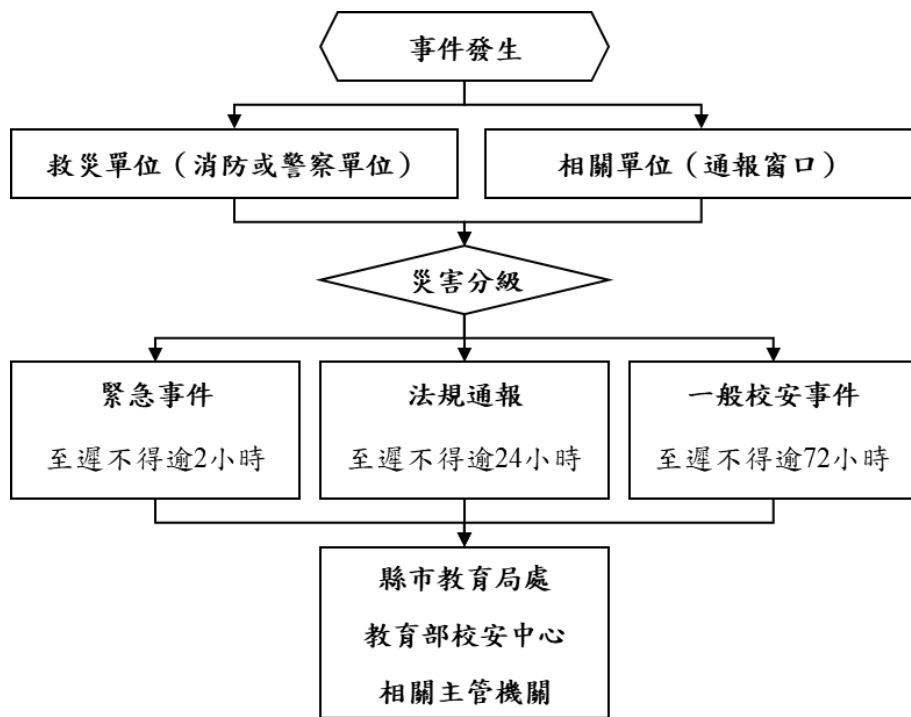 事件發生
救災單位（消防或警察單位）
相關單位（通報窗口）
災害分級
緊急事件
至遲不得逾2小時
法規通報
至遲不得逾24小時
一般校安事件
至遲不得逾72小時
縣市教育局處
教育部校安中心
相關主管機關